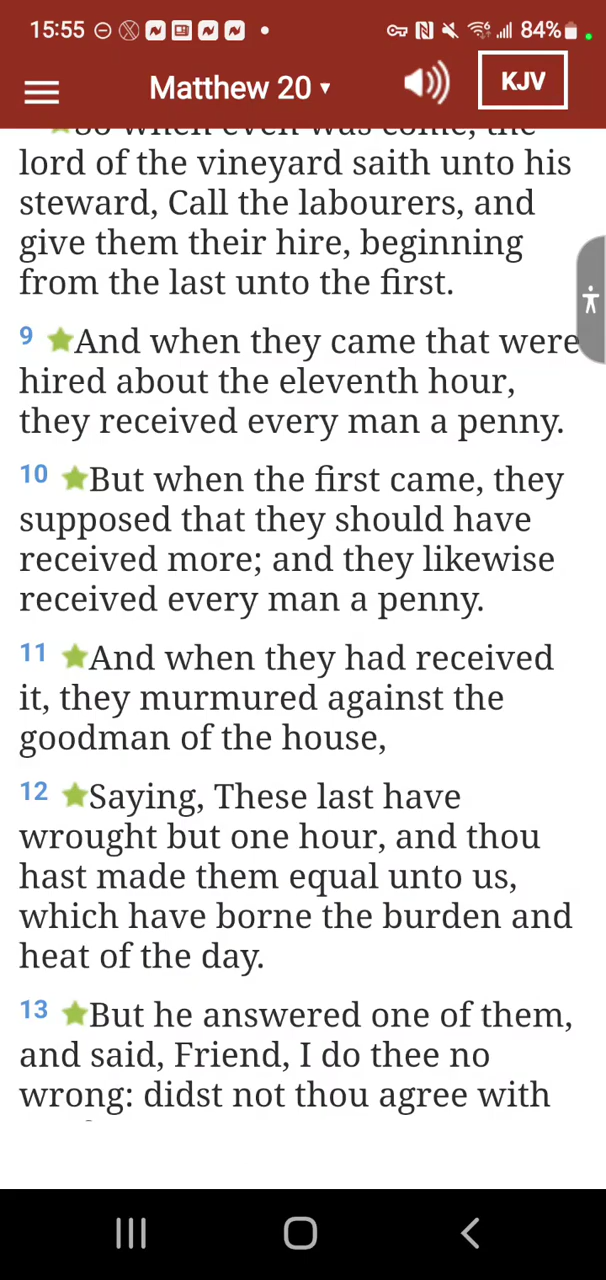 15:55
84%
Matthew 20
KJV
So when even was come, the
lord of the vineyard saith unto his
steward, Call the labourers, and
give them their hire, beginning
from the last unto the first.
9 And when they came that were
hired about the eleventh hour,
they received every man a penny.
10 But when the first came, they
supposed that they should have
received more; and they likewise
received every man a penny.
11 And when they had received
it, they murmured against the
goodman of the house,
12 Saying, These last have
wrought but one hour, and thou
hast made them equal unto us,
which have borne the burden and
heat of the day.
13 But he answered one of them,
and said, Friend, I do thee no
wrong: didst not thou agree with